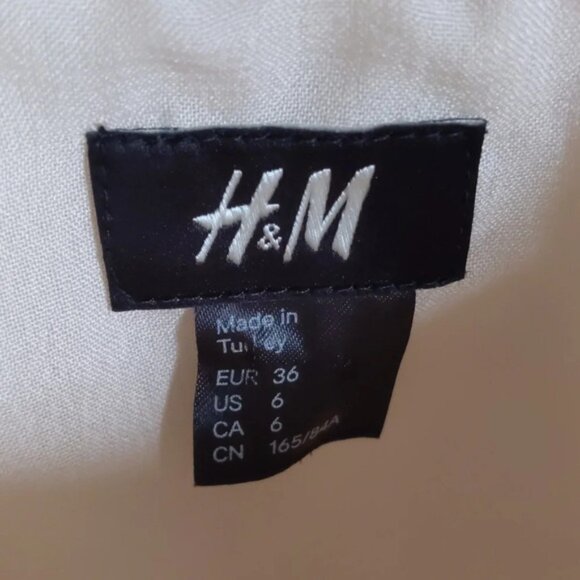 H&M
Made in
Turkey
EUR 36
US 6
CA 6
CN 165/84A